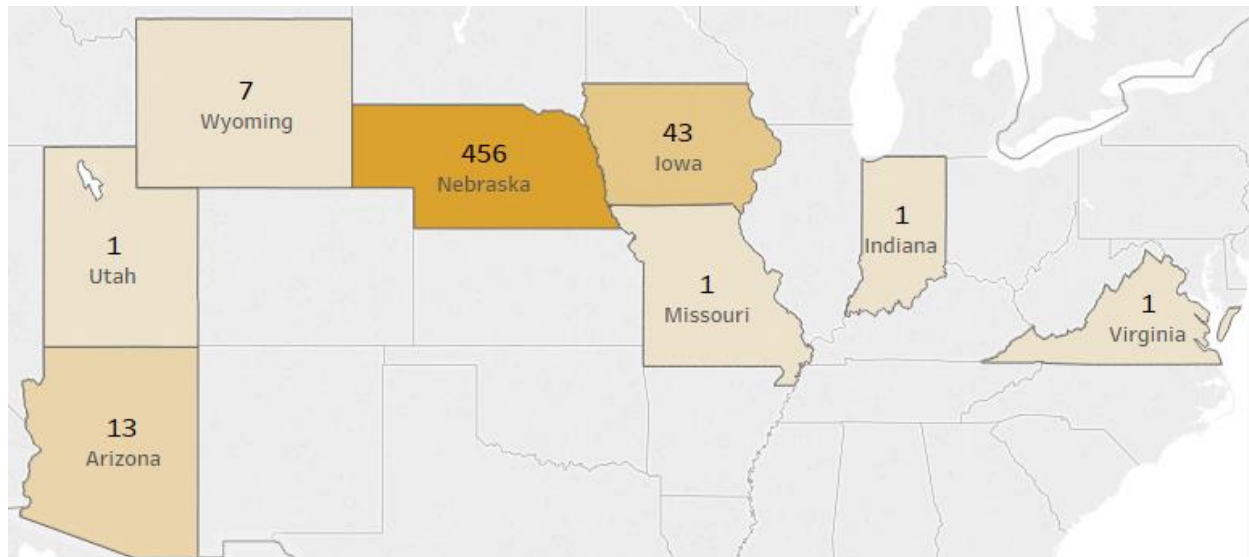 7
Wyoming
456
Nebraska
43
Iowa
1
Utah
1
Missouri
1
Indiana
1
Virginia
13
Arizona